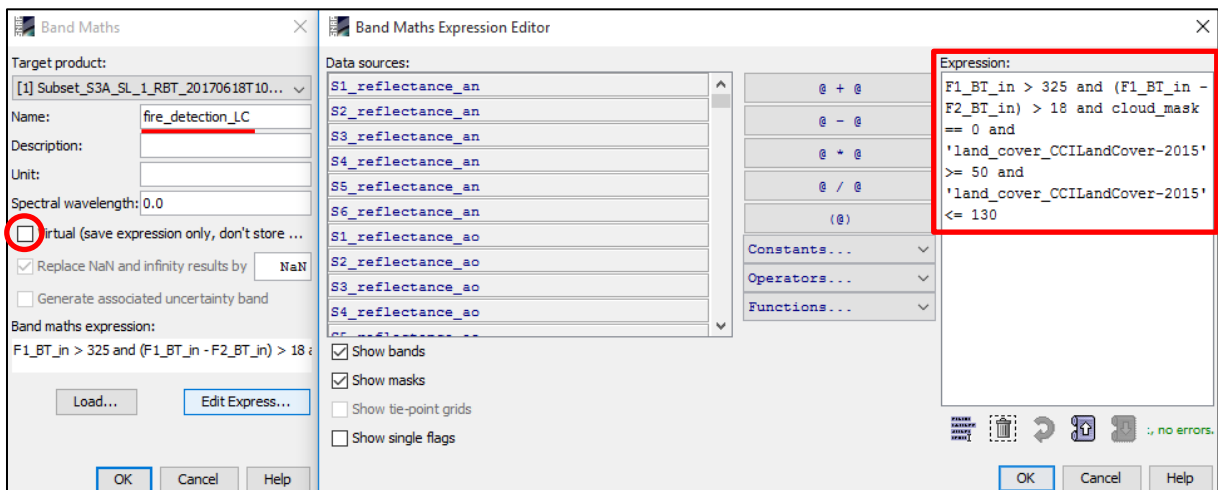 Band Maths
Target product:
[1] Subset_S3A_SL_1_RBT_20170618T10...
Name: fire_detection_LC
Description:
Unit:
Spectral wavelength: 0.0
Virtual (save expression only, don't store ...
Replace NaN and infinity results by NaN
Generate associated uncertainty band
Band maths expression:
F1_BT_in > 325 and (F1_BT_in - F2_BT_in) > 18 a
Load... Edit Express...
OK Cancel Help
Band Maths Expression Editor
Data sources:
S1_reflectance_an
S2_reflectance_an
S3_reflectance_an
S4_reflectance_an
S5_reflectance_an
S6_reflectance_an
S1_reflectance_ao
S2_reflectance_ao
S3_reflectance_ao
S4_reflectance_ao
Show bands
Show masks
Show tie-point grids
Show single flags
@ + @
@ - @
@ * @
@ / @
(@)
Constants...
Operators...
Functions...
Expression:
F1_BT_in > 325 and (F1_BT_in -
F2_BT_in) > 18 and cloud_mask
== 0 and
'land_cover_CCILandCover-2015'
>= 50 and
'land_cover_CCILandCover-2015'
<= 130
:, no errors.
OK Cancel Help